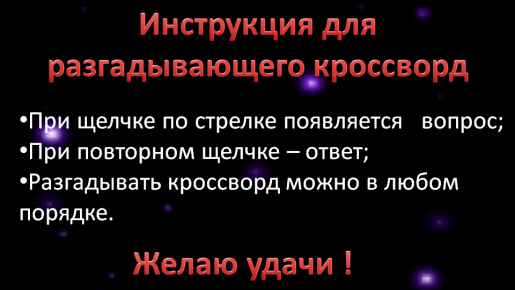 Инструкция для
разгадывающего кроссворд
•При щелчке по стрелке появляется вопрос;
•При повторном щелчке – ответ;
•Разгадывать кроссворд можно в любом
порядке.
Желаю удачи !